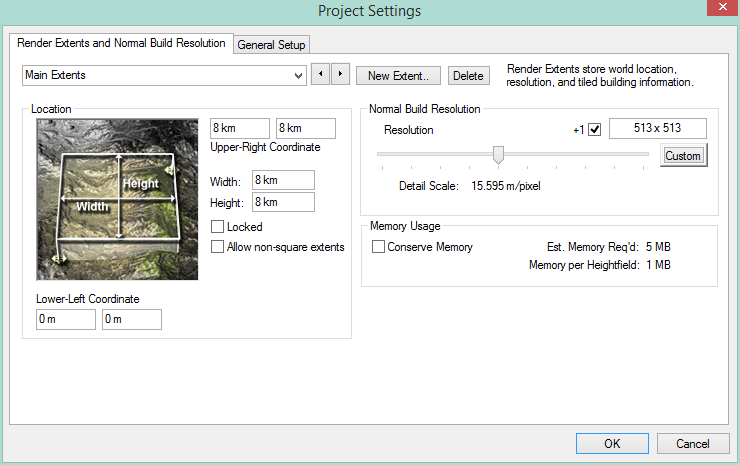 Project Settings
Render Extents and Normal Build Resolution
General Setup
Main Extents
New Extent..
Delete
Render Extents store world location,
resolution, and tiled building information.
Location
Height
Width
8 km
8 km
Upper-Right Coordinate
Width:
8 km
Height:
8 km
Locked
Allow non-square extents
Lower-Left Coordinate
0 m
0 m
Normal Build Resolution
Resolution
+1
513 x 513
Custom
Detail Scale:
15.595 m/pixel
Memory Usage
Conserve Memory
Est. Memory Req'd:
5 MB
Memory per Heightfield:
1 MB
OK
Cancel